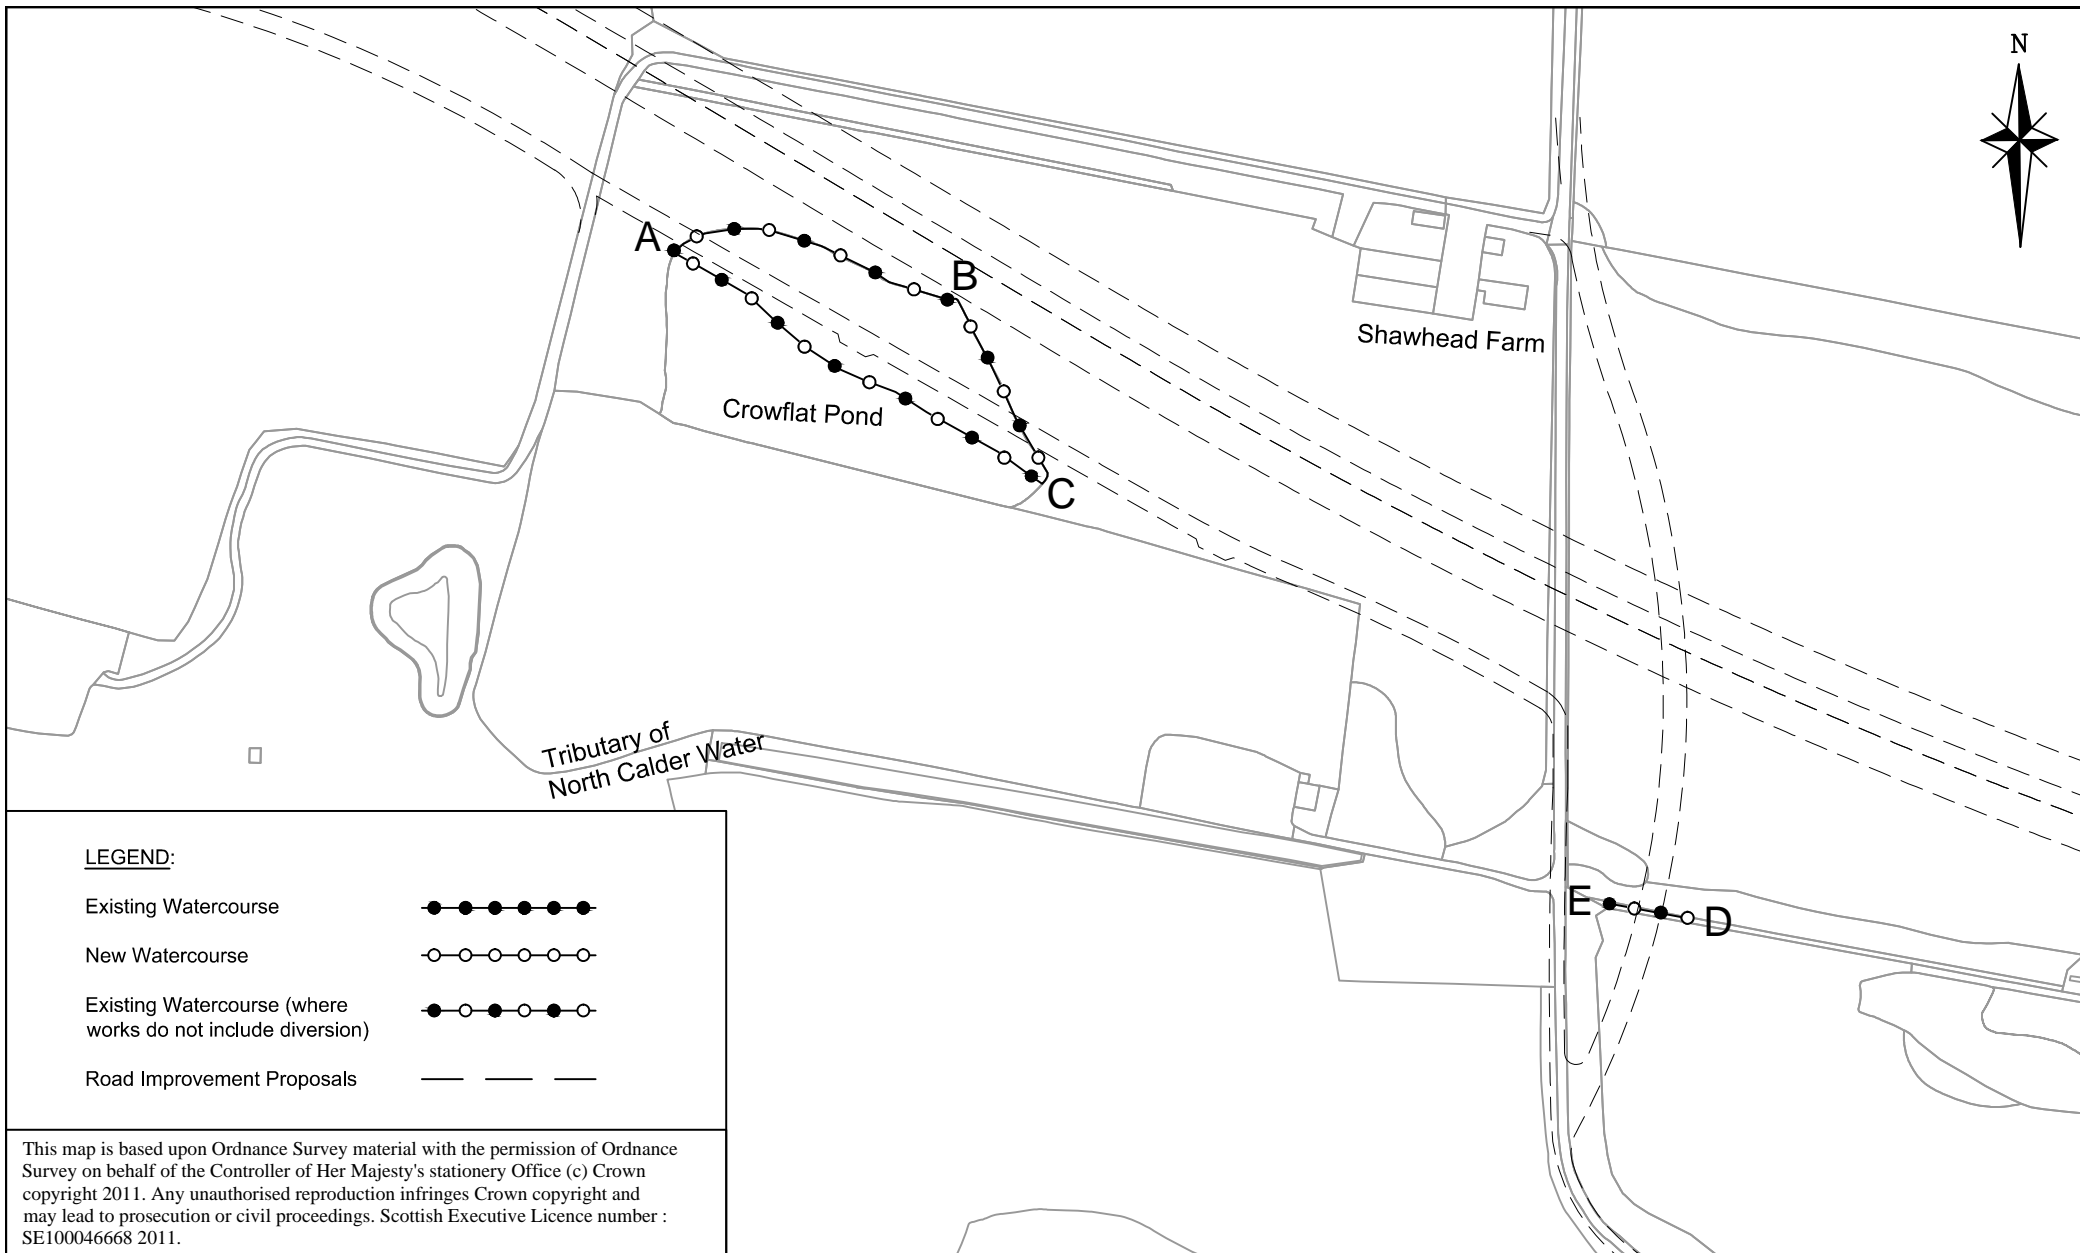 N
A
B
Shawhead Farm
Crowflat Pond
C
Tributary of
North Calder Water
E
D
LEGEND:
Existing Watercourse
New Watercourse
Existing Watercourse (where
works do not include diversion)
Road Improvement Proposals
This map is based upon Ordnance Survey material with the permission of Ordnance
Survey on behalf of the Controller of Her Majesty's stationery Office (c) Crown
copyright 2011. Any unauthorised reproduction infringes Crown copyright and
may lead to prosecution or civil proceedings. Scottish Executive Licence number :
SE100046668 2011.